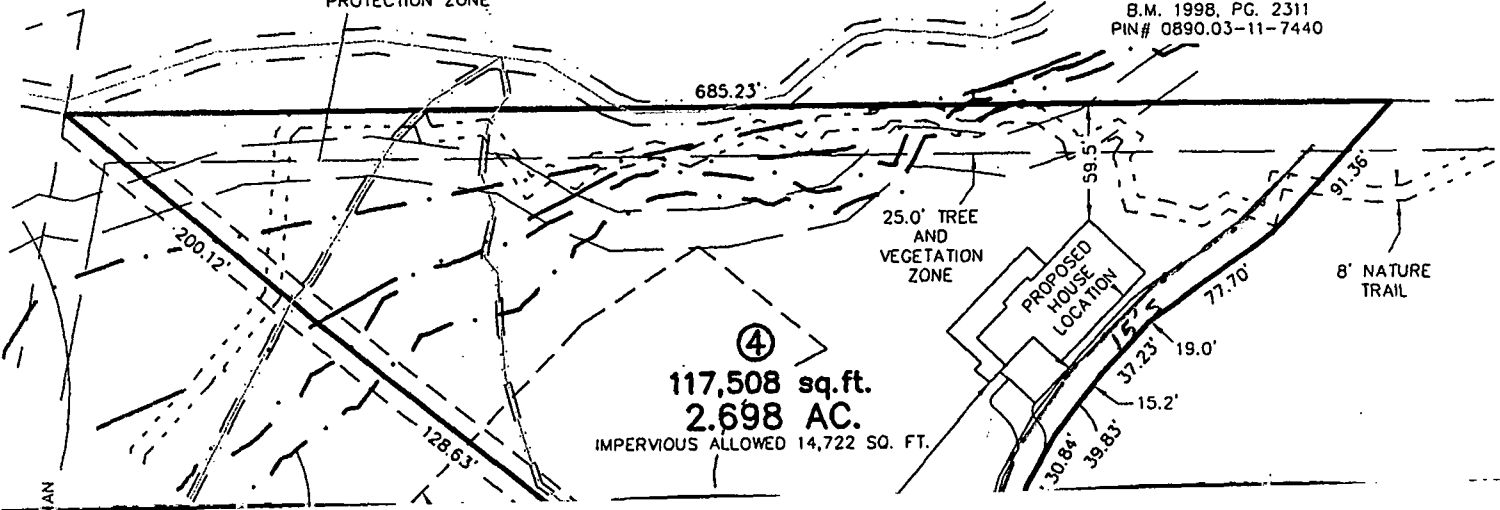 PROTECTION ZONE
B.M. 1998, PG. 2311
PIN# 0890.03-11-7440
685.23'
59.5'
91.36'
200.12'
25.0' TREE
AND
VEGETATION
ZONE
PROPOSED
HOUSE
LOCATION
77.70'
8' NATURE
TRAIL
15'5
19.0'
37.23'
④
117,508 sq.ft.
2.698 AC.
IMPERVIOUS ALLOWED 14,722 SQ. FT.
15.2'
128.63'
30.84'
39.83'